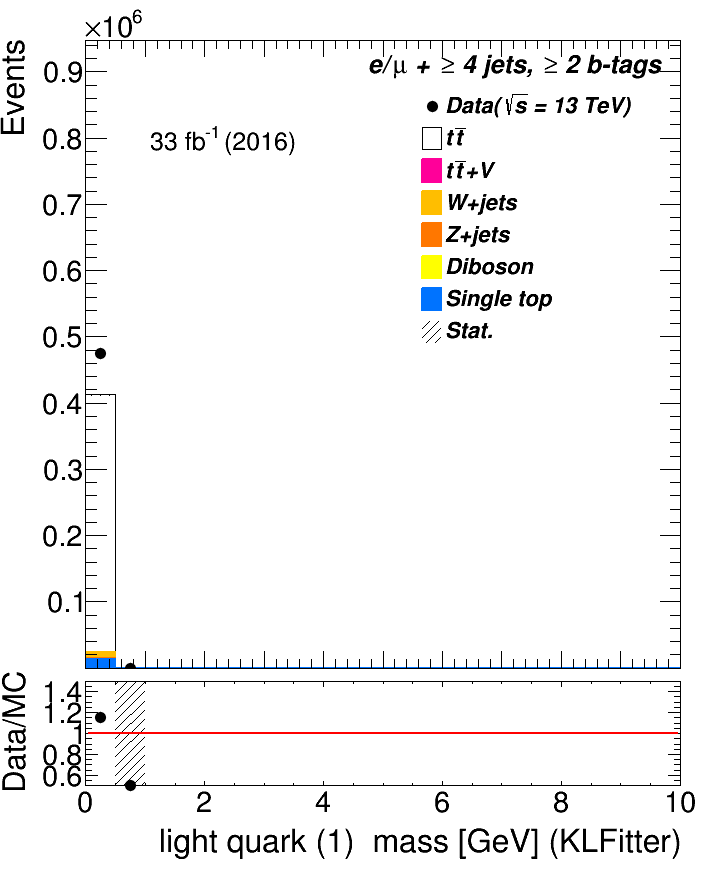 ×10⁶
Events
e/μ + ≥ 4 jets, ≥ 2 b-tags
Data(√s = 13 TeV)
33 fb⁻¹ (2016)
tt̅
tt̅+V
W+jets
Z+jets
Diboson
Single top
Stat.
0.9
0.8
0.7
0.6
0.5
0.4
0.3
0.2
0.1
Data/MC
1.4
1.2
1
0.8
0.6
0 2 4 6 8 10
light quark (1) mass [GeV] (KLFitter)